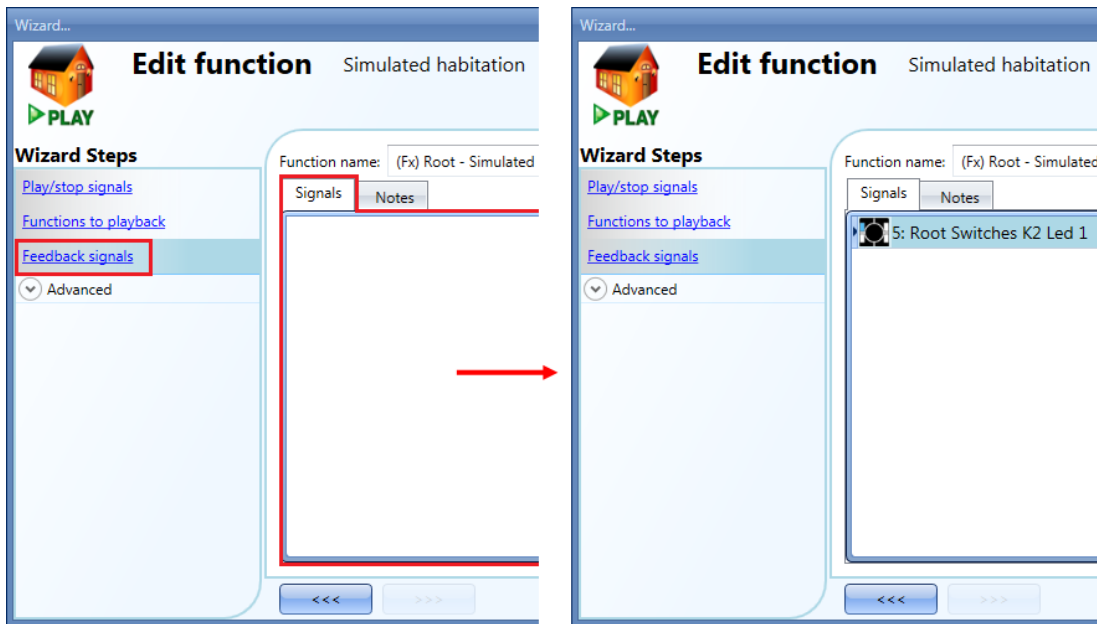 Wizard...
Edit function Simulated habitation
PLAY
Wizard Steps
Play/stop signals
Functions to playback
Feedback signals
Advanced
Function name: (Fx) Root - Simulated
Signals Notes
<<< >>>
Wizard...
Edit function Simulated habitation
PLAY
Wizard Steps
Play/stop signals
Functions to playback
Feedback signals
Advanced
Function name: (Fx) Root - Simulated
Signals Notes
5: Root Switches K2 Led 1
<<< >>>